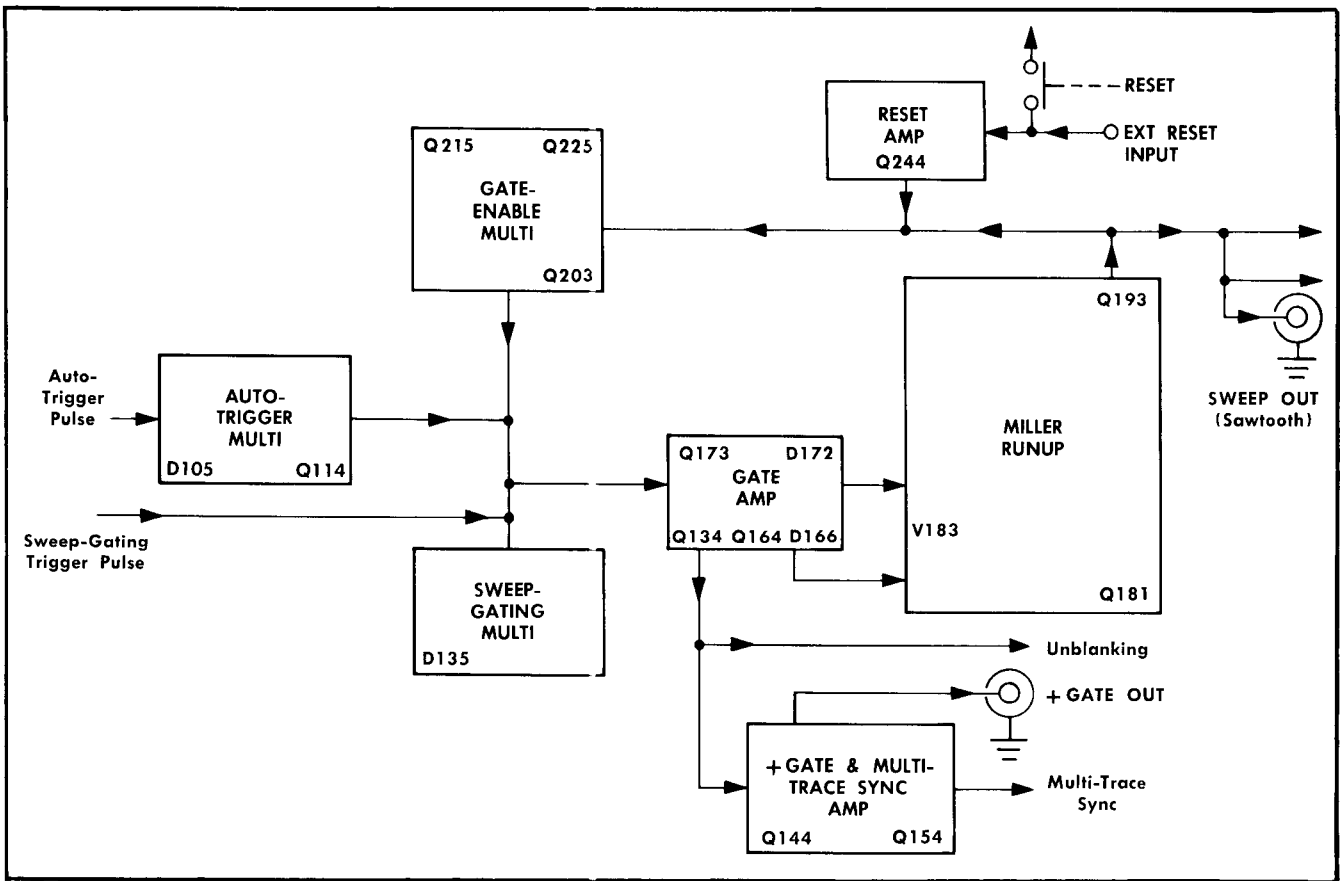 RESET
RESET
AMP
Q244
EXT RESET
INPUT
Q215 Q225
GATE-
ENABLE
MULTI
Q203
Q193
SWEEP OUT
(Sawtooth)
Auto-
Trigger
Pulse
AUTO-
TRIGGER
MULTI
D105 Q114
MILLER
RUNUP
V183
Q181
Q173 D172
GATE
AMP
Q134 Q164 D166
Sweep-Gating
Trigger Pulse
SWEEP-
GATING
MULTI
D135
Unblanking
+ GATE OUT
+ GATE & MULTI-
TRACE SYNC
AMP
Q144 Q154
Multi-Trace
Sync